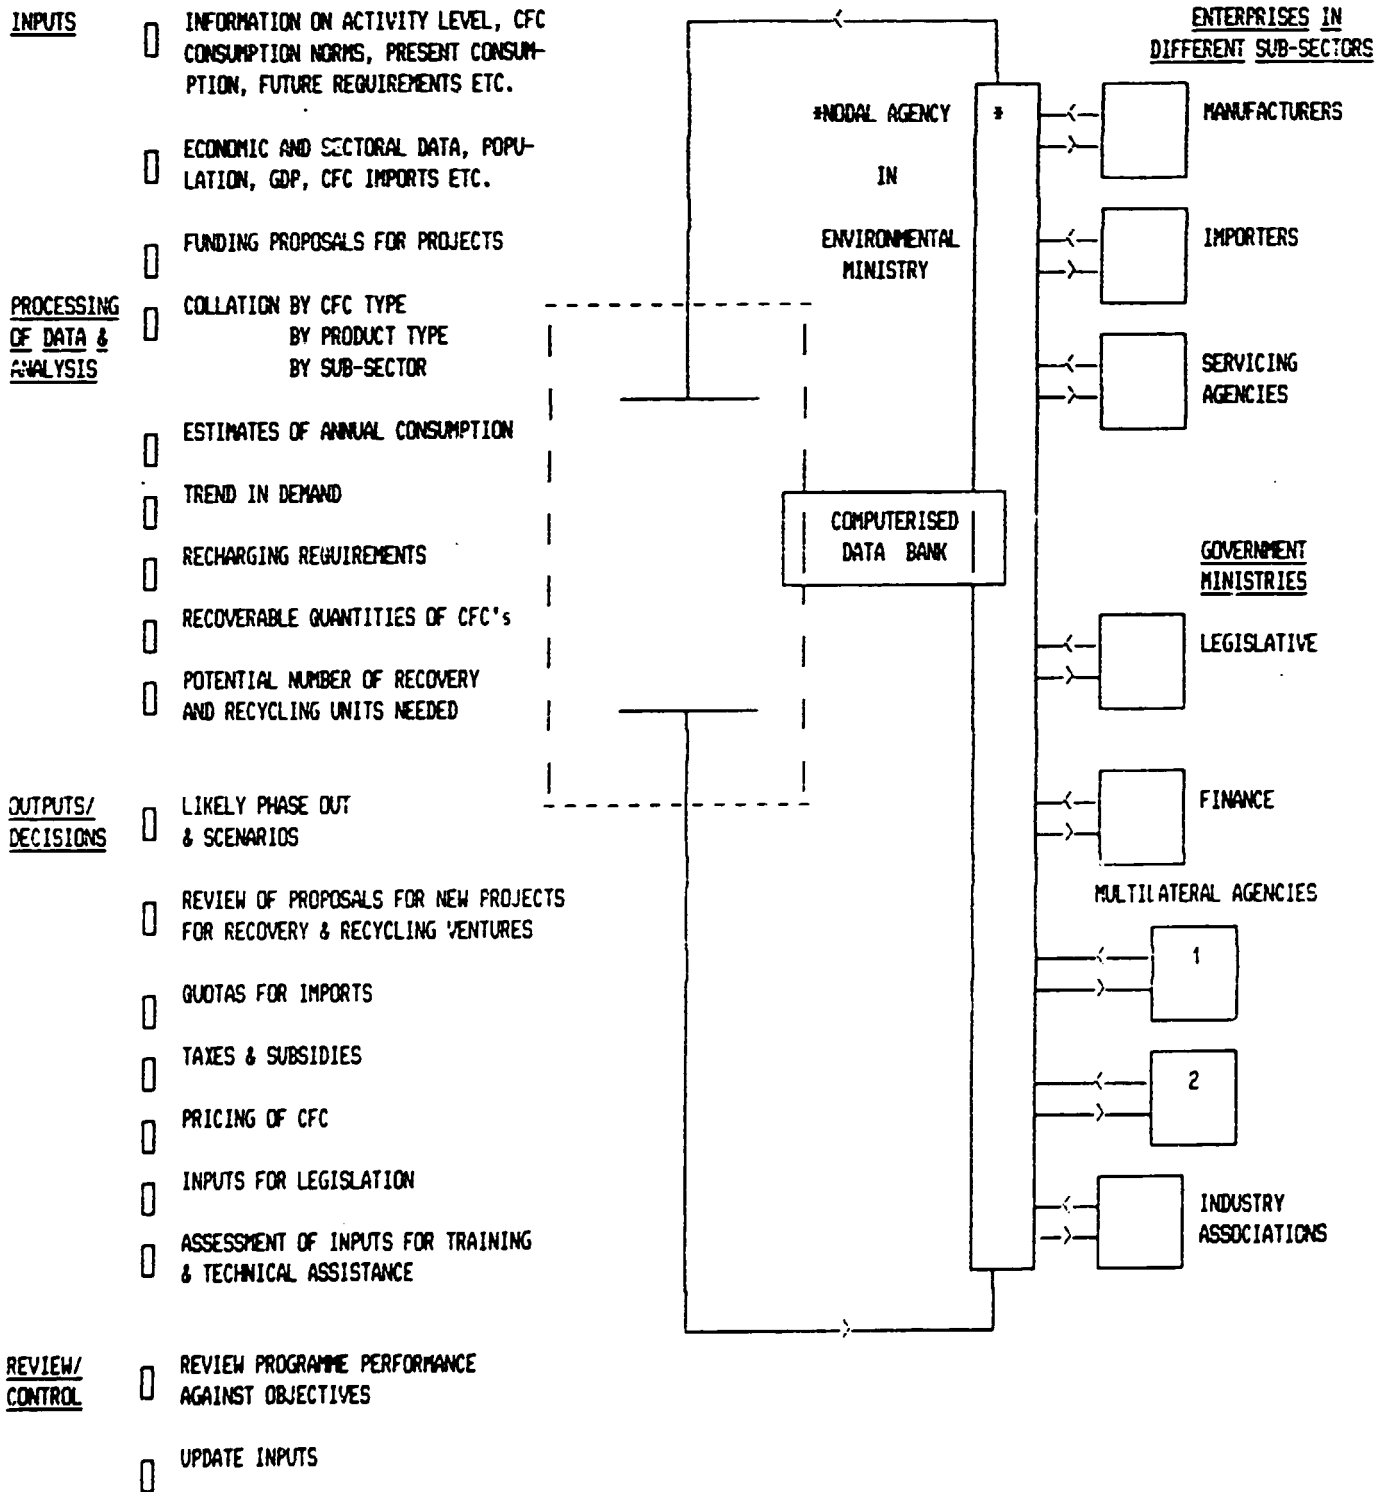 INPUTS
INFORMATION ON ACTIVITY LEVEL, CFC
CONSUMPTION NORMS, PRESENT CONSUM-
PTION, FUTURE REQUIREMENTS ETC.
ECONOMIC AND SECTORAL DATA, POPU-
LATION, GDP, CFC IMPORTS ETC.
FUNDING PROPOSALS FOR PROJECTS
PROCESSING
OF DATA &
ANALYSIS
COLLATION BY CFC TYPE
BY PRODUCT TYPE
BY SUB-SECTOR
ESTIMATES OF ANNUAL CONSUMPTION
TREND IN DEMAND
RECHARGING REQUIREMENTS
RECOVERABLE QUANTITIES OF CFC's
POTENTIAL NUMBER OF RECOVERY
AND RECYCLING UNITS NEEDED
OUTPUTS/
DECISIONS
LIKELY PHASE OUT
& SCENARIOS
REVIEW OF PROPOSALS FOR NEW PROJECTS
FOR RECOVERY & RECYCLING VENTURES
QUOTAS FOR IMPORTS
TAXES & SUBSIDIES
PRICING OF CFC
INPUTS FOR LEGISLATION
ASSESSMENT OF INPUTS FOR TRAINING
& TECHNICAL ASSISTANCE
REVIEW/
CONTROL
REVIEW PROGRAMME PERFORMANCE
AGAINST OBJECTIVES
UPDATE INPUTS
*NODAL AGENCY *
IN
ENVIRONMENTAL
MINISTRY
COMPUTERISED
DATA BANK
ENTERPRISES IN
DIFFERENT SUB-SECTORS
MANUFACTURERS
IMPORTERS
SERVICING
AGENCIES
GOVERNMENT
MINISTRIES
LEGISLATIVE
FINANCE
MULTILATERAL AGENCIES
1
2
INDUSTRY
ASSOCIATIONS